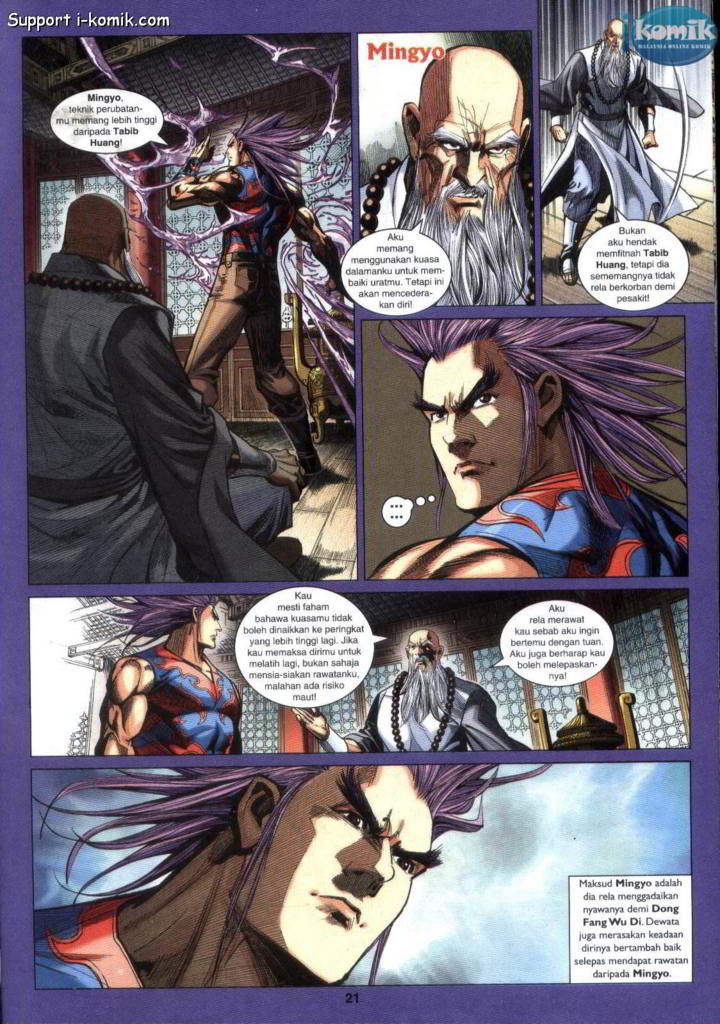 Support i-komik.com
i komik
MALAYSIA ONLINE KOMIK
Mingyo,
teknik perubatan-
mu memang lebih tinggi
daripada Tabib
Huang!
Mingyo
Aku
memang
menggunakan kuasa
dalamanku untuk mem-
baiki uratmu. Tetapi ini
akan mencedera-
kan diri!
Bukan
aku hendak
memfitnah Tabib
Huang, tetapi dia
sememangnya tidak
rela berkorban demi
pesakit!
...
...
Kau
mesti faham
bahawa kuasamu tidak
boleh dinaikkan ke peringkat
yang lebih tinggi lagi. Jika
kau memaksa dirimu untuk
melatih lagi, bukan sahaja
mensia-siakan rawatanku,
malahan ada risiko
maut!
Aku
rela merawat
kau sebab aku ingin
bertemu dengan tuan.
Aku juga berharap kau
boleh melepaskan-
nya!
Maksud Mingyo adalah
dia rela menggadaikan
nyawanya demi Dong
Fang Wu Di. Dewata
juga merasakan keadaan
dirinya bertambah baik
selepas mendapat rawatan
daripada Mingyo.
21